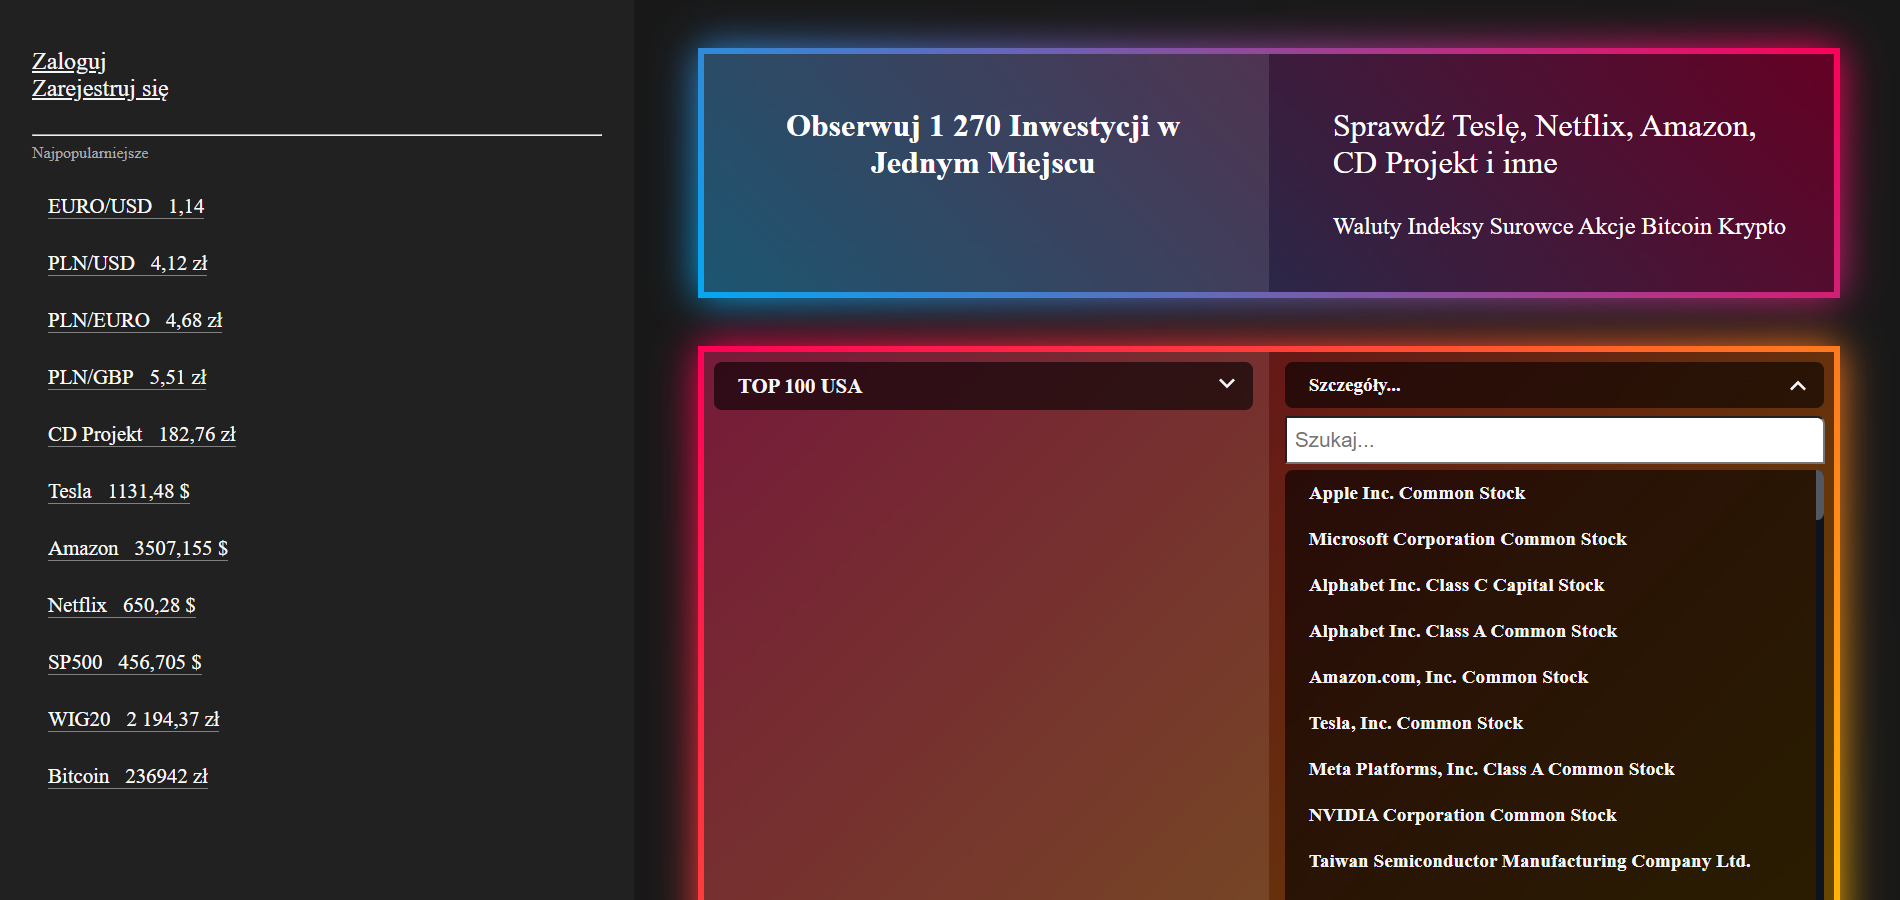 Zaloguj
Zarejestruj się
Najpopularniejsze
EURO/USD 1,14
PLN/USD 4,12 zł
PLN/EURO 4,68 zł
PLN/GBP 5,51 zł
CD Projekt 182,76 zł
Tesla 1131,48 $
Amazon 3507,155 $
Netflix 650,28 $
SP500 456,705 $
WIG20 2 194,37 zł
Bitcoin 236942 zł
Obserwuj 1 270 Inwestycji w
Jednym Miejscu
Sprawdź Teslę, Netflix, Amazon,
CD Projekt i inne
Waluty Indeksy Surowce Akcje Bitcoin Krypto
TOP 100 USA
Szczegóły...
Szukaj...
Apple Inc. Common Stock
Microsoft Corporation Common Stock
Alphabet Inc. Class C Capital Stock
Alphabet Inc. Class A Common Stock
Amazon.com, Inc. Common Stock
Tesla, Inc. Common Stock
Meta Platforms, Inc. Class A Common Stock
NVIDIA Corporation Common Stock
Taiwan Semiconductor Manufacturing Company Ltd.